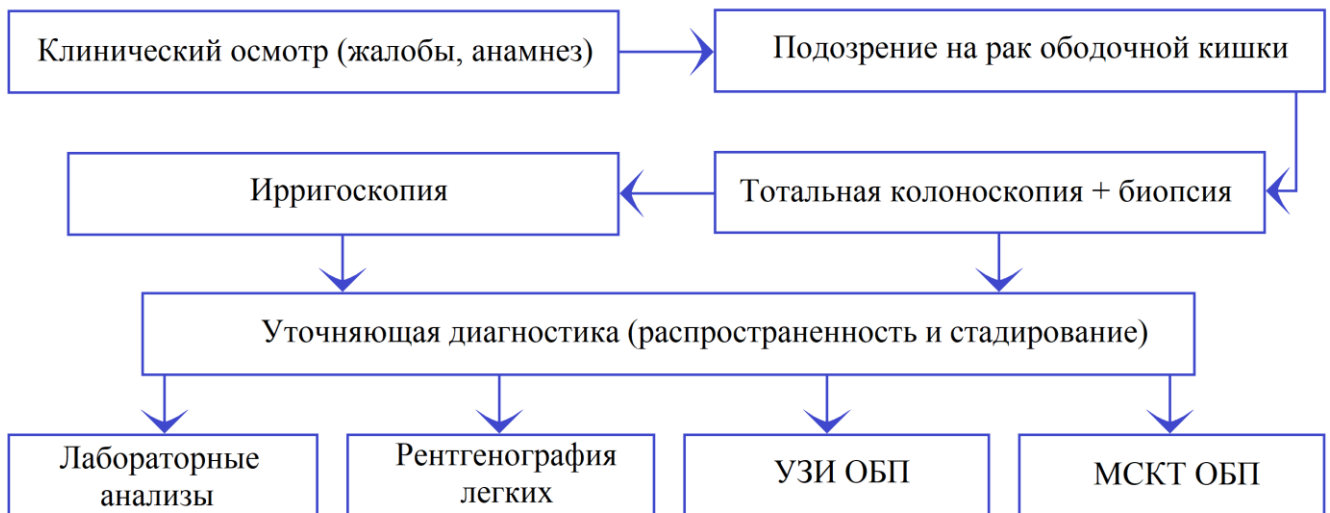 Клинический осмотр (жалобы, анамнез)
Подозрение на рак ободочной кишки
Ирригоскопия
Тотальная колоноскопия + биопсия
Уточняющая диагностика (распространенность и стадирование)
Лабораторные
анализы
Рентгенография
легких
УЗИ ОБП
МСКТ ОБП